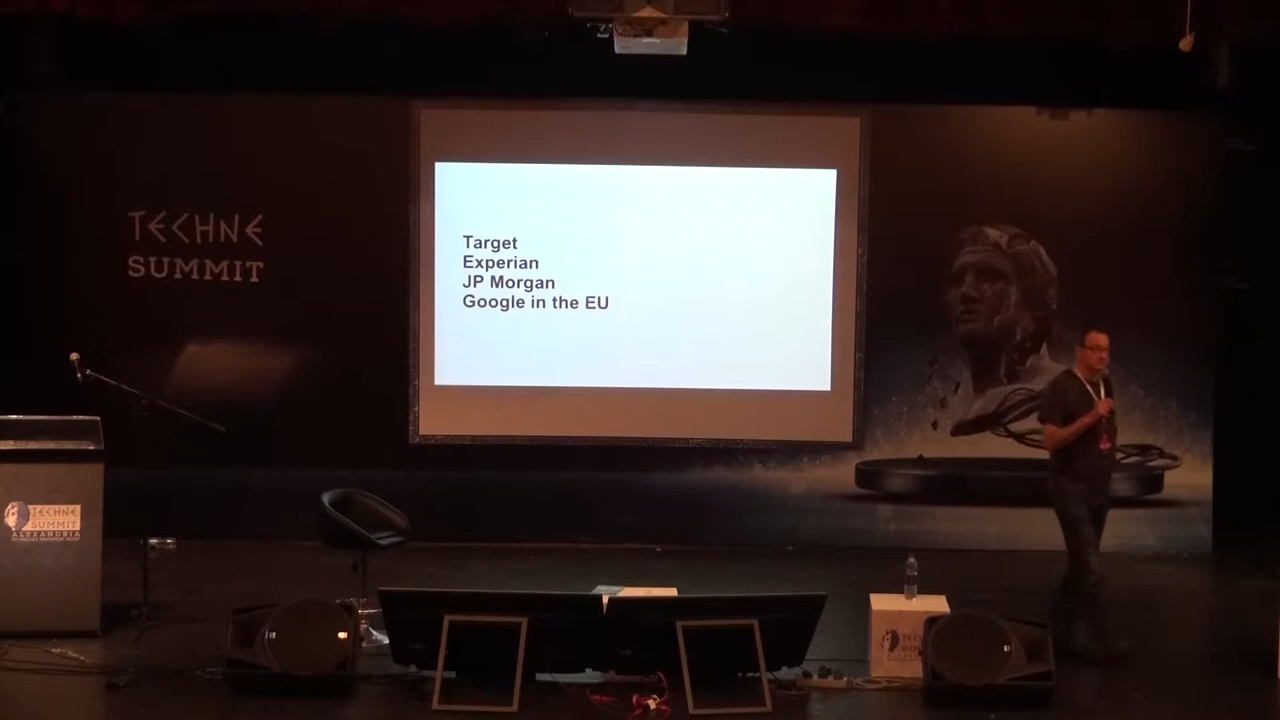 TECHNE
SUMMIT
Target
Experian
JP Morgan
Google in the EU
TECHNE
SUMMIT
ALEXANDRIA